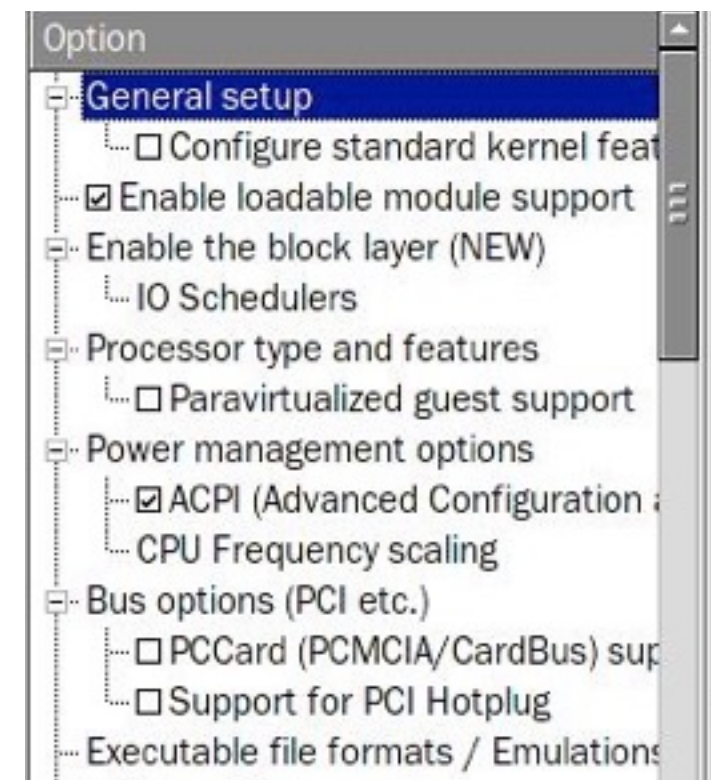 Option
General setup
Configure standard kernel feat
Enable loadable module support
Enable the block layer (NEW)
IO Schedulers
Processor type and features
Paravirtualized guest support
Power management options
ACPI (Advanced Configuration a
CPU Frequency scaling
Bus options (PCI etc.)
PCCard (PCMCIA/CardBus) sup
Support for PCI Hotplug
Executable file formats / Emulations